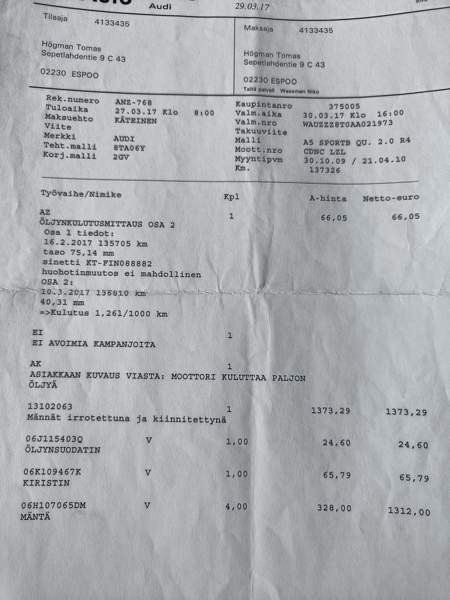 Audi
29.03.17
Tilaaja 4133435
Maksaja 4133435
Högman Tomas
Sepetlahdentie 9 C 43
02230 ESPOO
Högman Tomas
Sepetlahdentie 9 C 43
02230 ESPOO
Rek.numero ANZ-768
Tuloaika 27.03.17 Klo 8:00
Maksuehto KÄTEINEN
Viite
Merkki AUDI
Teht.malli 8TA06Y
Korj.malli 2GV
Kaupintanro 375005
Valm.aika 30.03.17 Klo 16:00
Valm.nro WAUZZZ8T0AA021973
Takuuviite
Malli A5 SPORTB QU. 2.0 R4
Moott.nro CDNC LZL
Myyntipvm 30.10.09 / 21.04.10
Km. 137326
Työvaihe/Nimike Kpl A-hinta Netto-euro
AZ 1 66,05 66,05
ÖLJYNKULUTUSMITTAUS OSA 2
Osa 1 tiedot:
16.2.2017 135705 km
taso 75,14 mm
sinetti KT-FIN088882
huohotinmuutos ei mahdollinen
OSA 2:
km
40,31 mm
=>Kulutus 1,261/1000 km
EI 1
EI AVOIMIA KAMPANJOITA
AK 1
ASIAKKAAN KUVAUS VIASTA: MOOTTORI KULUTTAA PALJON
ÖLJYÄ
13102063 1 1373,29 1373,29
Männät irrotettuna ja kiinnitettynä
06J115403Q V 1,00 24,60 24,60
ÖLJYNSUODATIN
06K109467K V 1,00 65,79 65,79
KIRISTIN
06H107065DM V 4,00 328,00 1312,00
MÄNTÄ